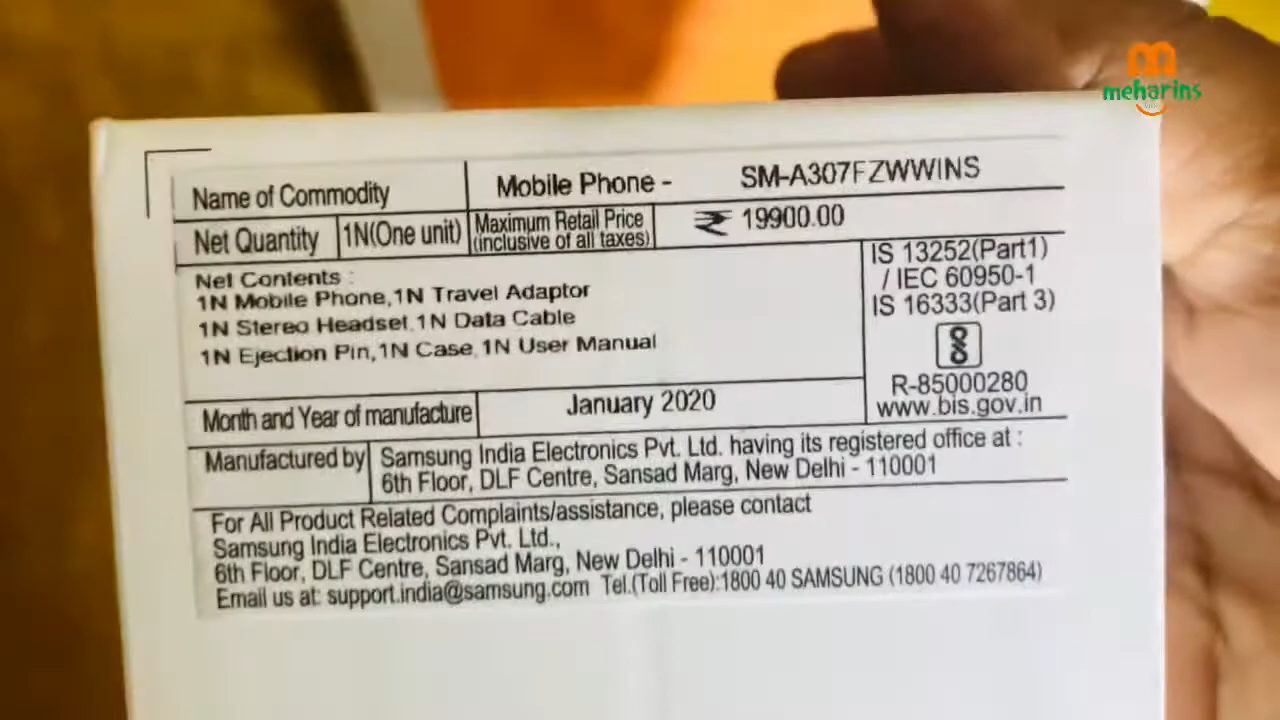 meharins
Name of Commodity Mobile Phone - SM-A307FZWWINS
Net Quantity 1N(One unit) Maximum Retail Price (inclusive of all taxes) ₹ 19900.00
Net Contents :
1N Mobile Phone,1N Travel Adaptor
1N Stereo Headset,1N Data Cable
1N Ejection Pin,1N Case,1N User Manual
IS 13252(Part1)
/ IEC 60950-1
IS 16333(Part 3)
R-85000280
www.bis.gov.in
Month and Year of manufacture January 2020
Manufactured by Samsung India Electronics Pvt. Ltd. having its registered office at :
6th Floor, DLF Centre, Sansad Marg, New Delhi - 110001
For All Product Related Complaints/assistance, please contact
Samsung India Electronics Pvt. Ltd.,
6th Floor, DLF Centre, Sansad Marg, New Delhi - 110001
Email us at: support.india@samsung.com Tel.(Toll Free):1800 40 SAMSUNG (1800 40 7267864)